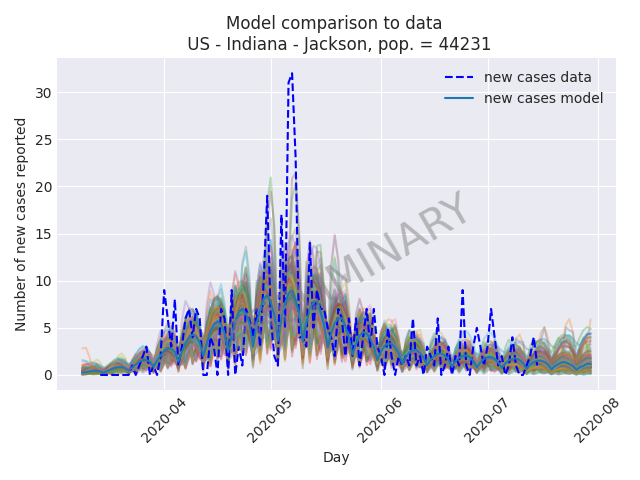 Model comparison to data
US - Indiana - Jackson, pop. = 44231
new cases data
new cases model
MINARY
Number of new cases reported
30
25
20
15
10
5
0
2020-04
2020-05
2020-06
2020-07
2020-08
Day